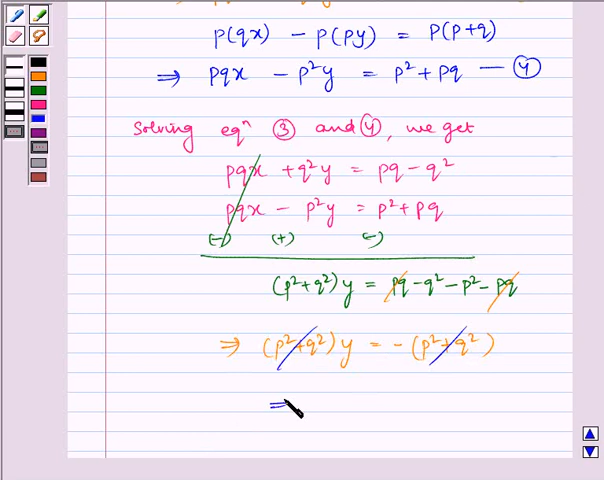 p(qx) - p(py) = p(p+q)
⇒ pqx - p²y = p² + pq — ④
Solving eqⁿ ③ and ④, we get
pqx + q²y = pq - q²
pqx - p²y = p² + pq
(-) (+) (-)
(p²+q²)y = pq - q² - p² - pq
⇒ (p²+q²)y = -(p²+q²)
⇒